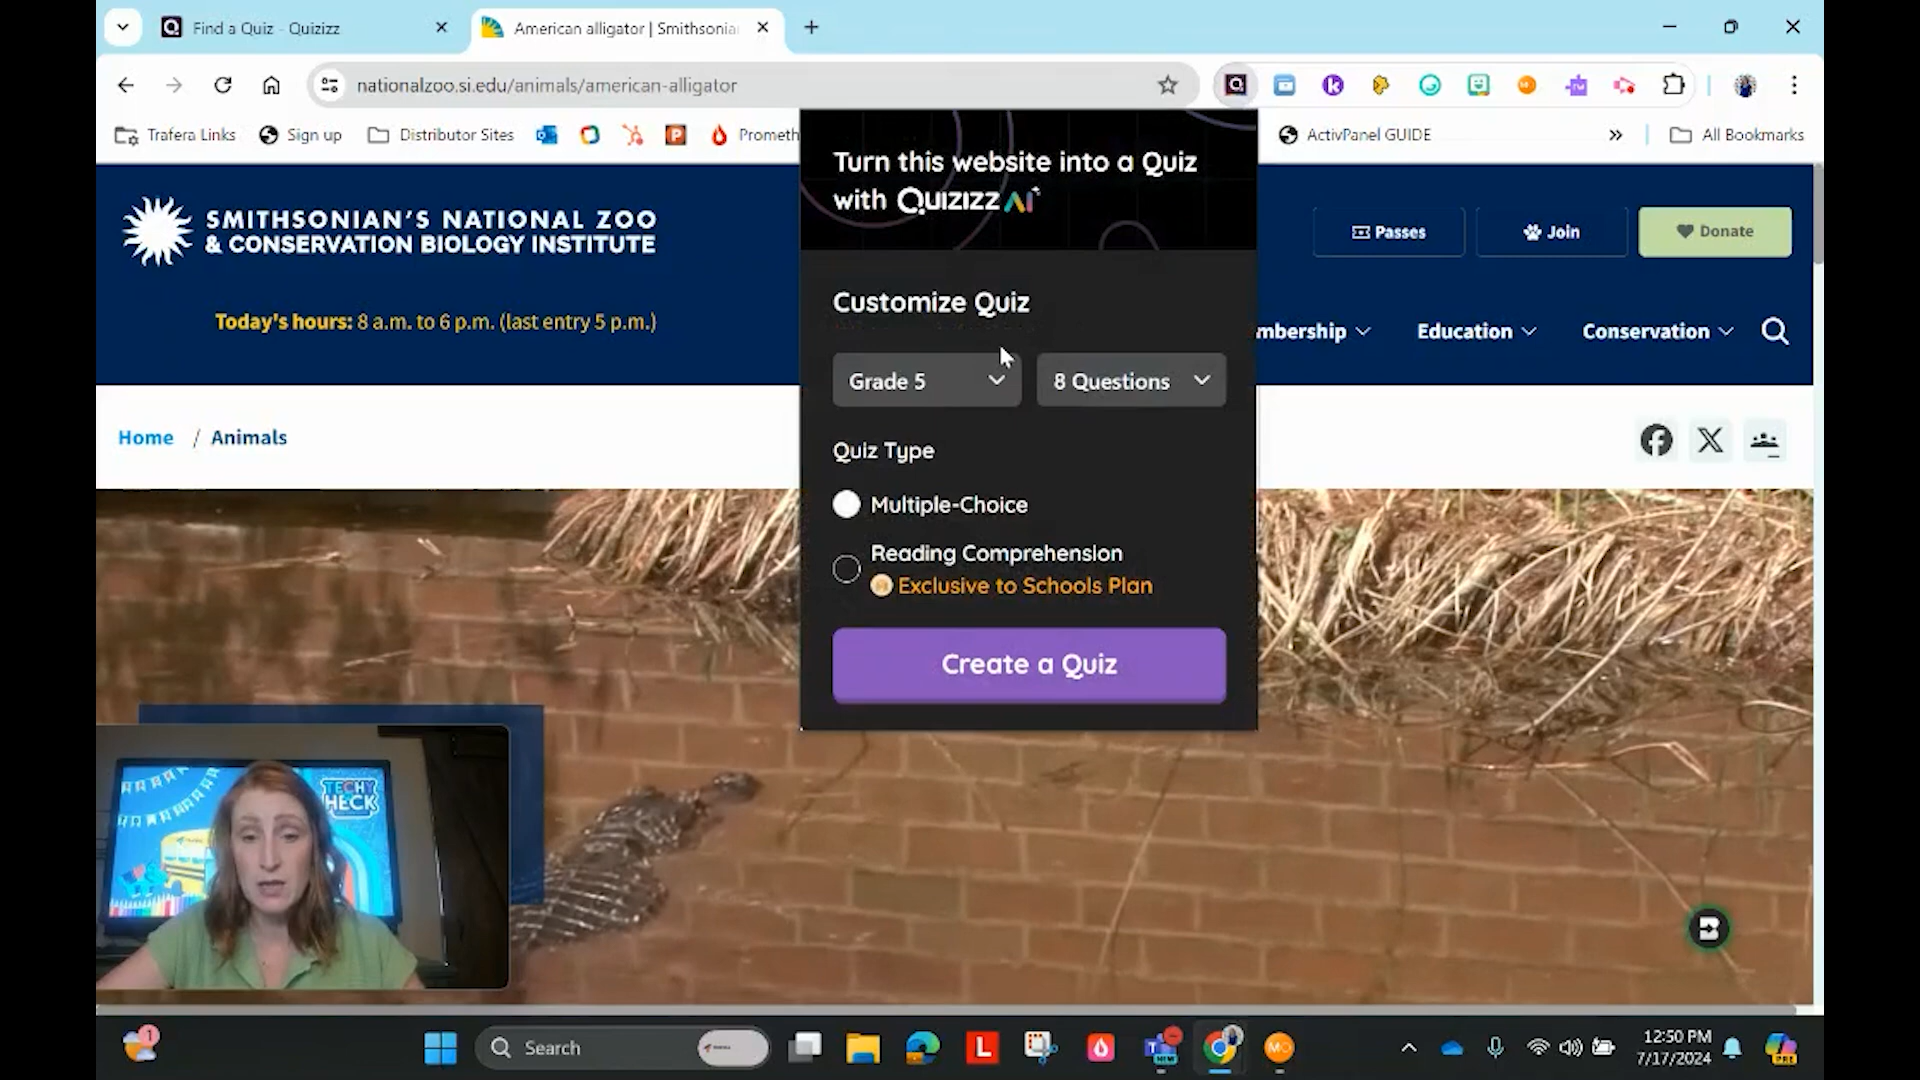 Find a Quiz - Quizizz
American alligator | Smithsonia
nationalzoo.si.edu/animals/american-alligator
Trafera Links
Sign up
Distributor Sites
Prometh
ActivPanel GUIDE
All Bookmarks
SMITHSONIAN'S NATIONAL ZOO
& CONSERVATION BIOLOGY INSTITUTE
Today's hours: 8 a.m. to 6 p.m. (last entry 5 p.m.)
Passes
Join
Donate
mbership
Education
Conservation
Home / Animals
Turn this website into a Quiz
with QUIZIZZ AI
Customize Quiz
Grade 5
8 Questions
Quiz Type
Multiple-Choice
Reading Comprehension
Exclusive to Schools Plan
Create a Quiz
TECHY
HECK
1
Search
12:50 PM
7/17/2024